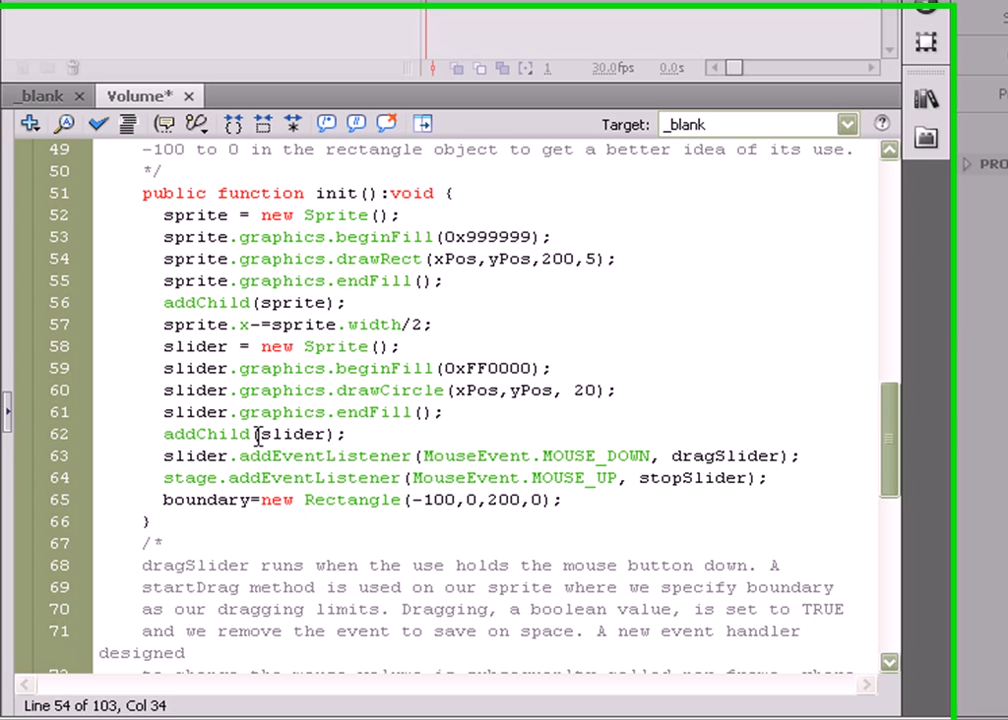 1 30.0fps 0.0s
_blank Volume*
Target: _blank
PRO
49 -100 to 0 in the rectangle object to get a better idea of its use.
50 */
51 public function init():void {
52 sprite = new Sprite();
53 sprite.graphics.beginFill(0x999999);
54 sprite.graphics.drawRect(xPos,yPos,200,5);
55 sprite.graphics.endFill();
56 addChild(sprite);
57 sprite.x-=sprite.width/2;
58 slider = new Sprite();
59 slider.graphics.beginFill(0xFF0000);
60 slider.graphics.drawCircle(xPos,yPos, 20);
61 slider.graphics.endFill();
62 addChild(slider);
63 slider.addEventListener(MouseEvent.MOUSE_DOWN, dragSlider);
64 stage.addEventListener(MouseEvent.MOUSE_UP, stopSlider);
65 boundary=new Rectangle(-100,0,200,0);
66 }
67 /*
68 dragSlider runs when the use holds the mouse button down. A
69 startDrag method is used on our sprite where we specify boundary
70 as our dragging limits. Dragging, a boolean value, is set to TRUE
71 and we remove the event to save on space. A new event handler
designed
Line 54 of 103, Col 34